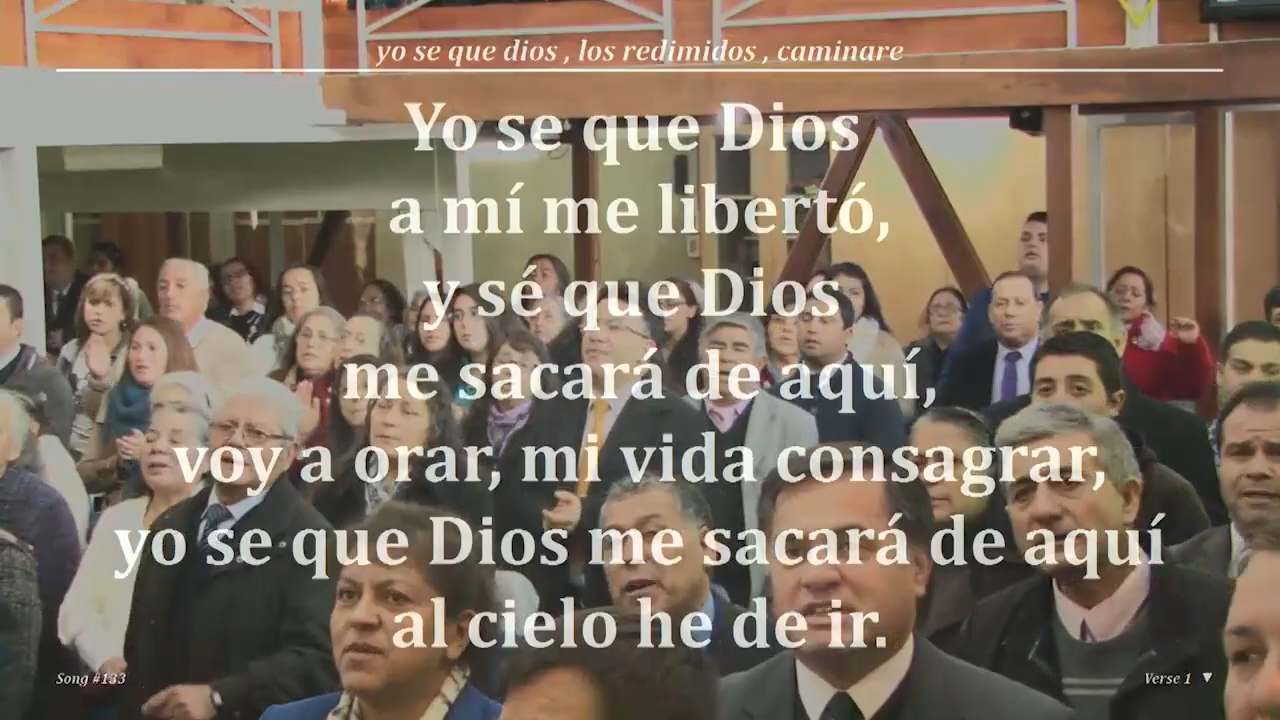 yo se que dios , los redimidos , caminare
Yo se que Dios
a mí me libertó,
y sé que Dios
me sacará de aquí,
voy a orar, mi vida consagrar,
yo se que Dios me sacará de aquí
al cielo he de ir.
Song #133
Verse 1 ▼